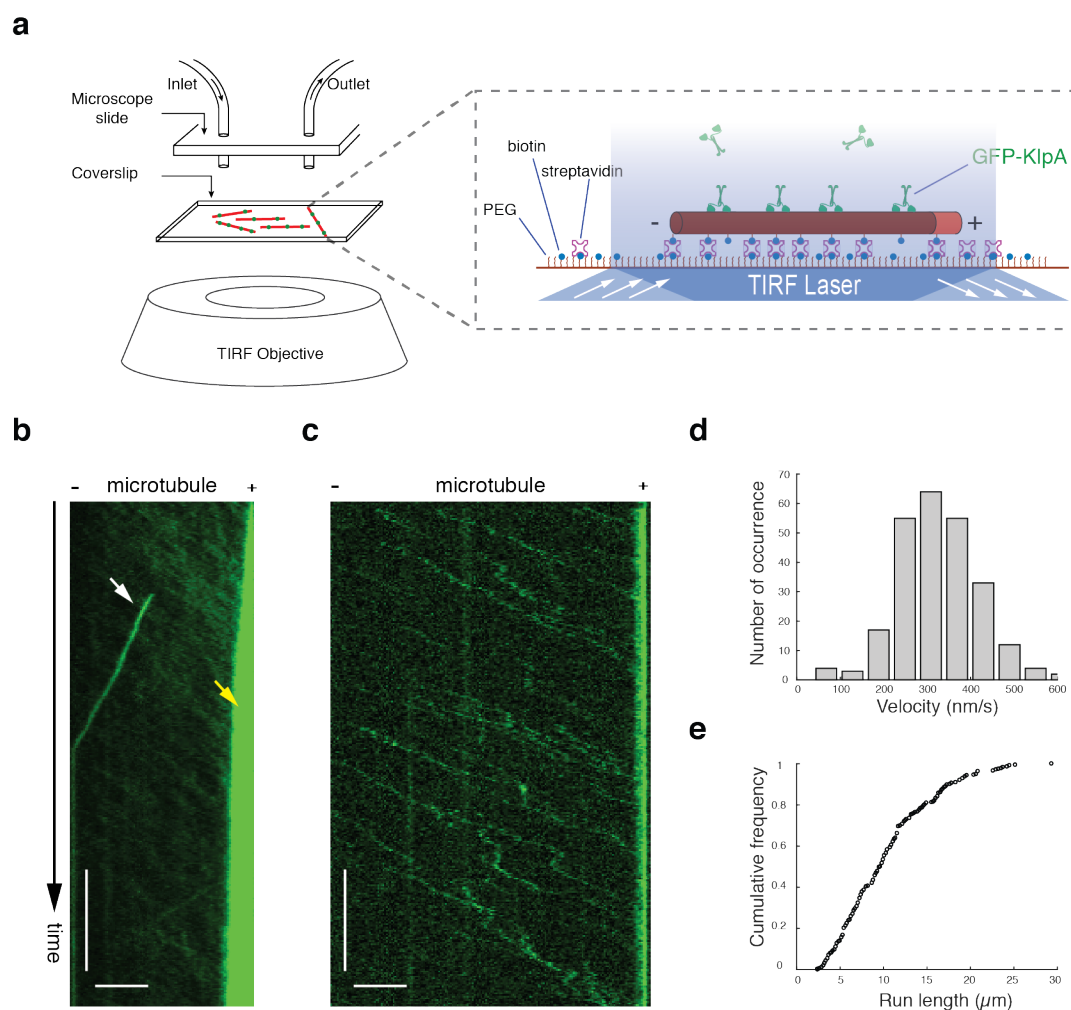 a
Inlet
Outlet
Microscope
slide
Coverslip
TIRF Objective
biotin
streptavidin
PEG
GFP-KlpA
-
+
TIRF Laser
b
- microtubule +
time
c
- microtubule +
d
Number of occurrence
70
60
50
40
30
20
10
0
0 100 200 300 400 500 600
Velocity (nm/s)
e
Cumulative frequency
1
0.8
0.6
0.4
0.2
0
5 10 15 20 25 30
Run length (µm)